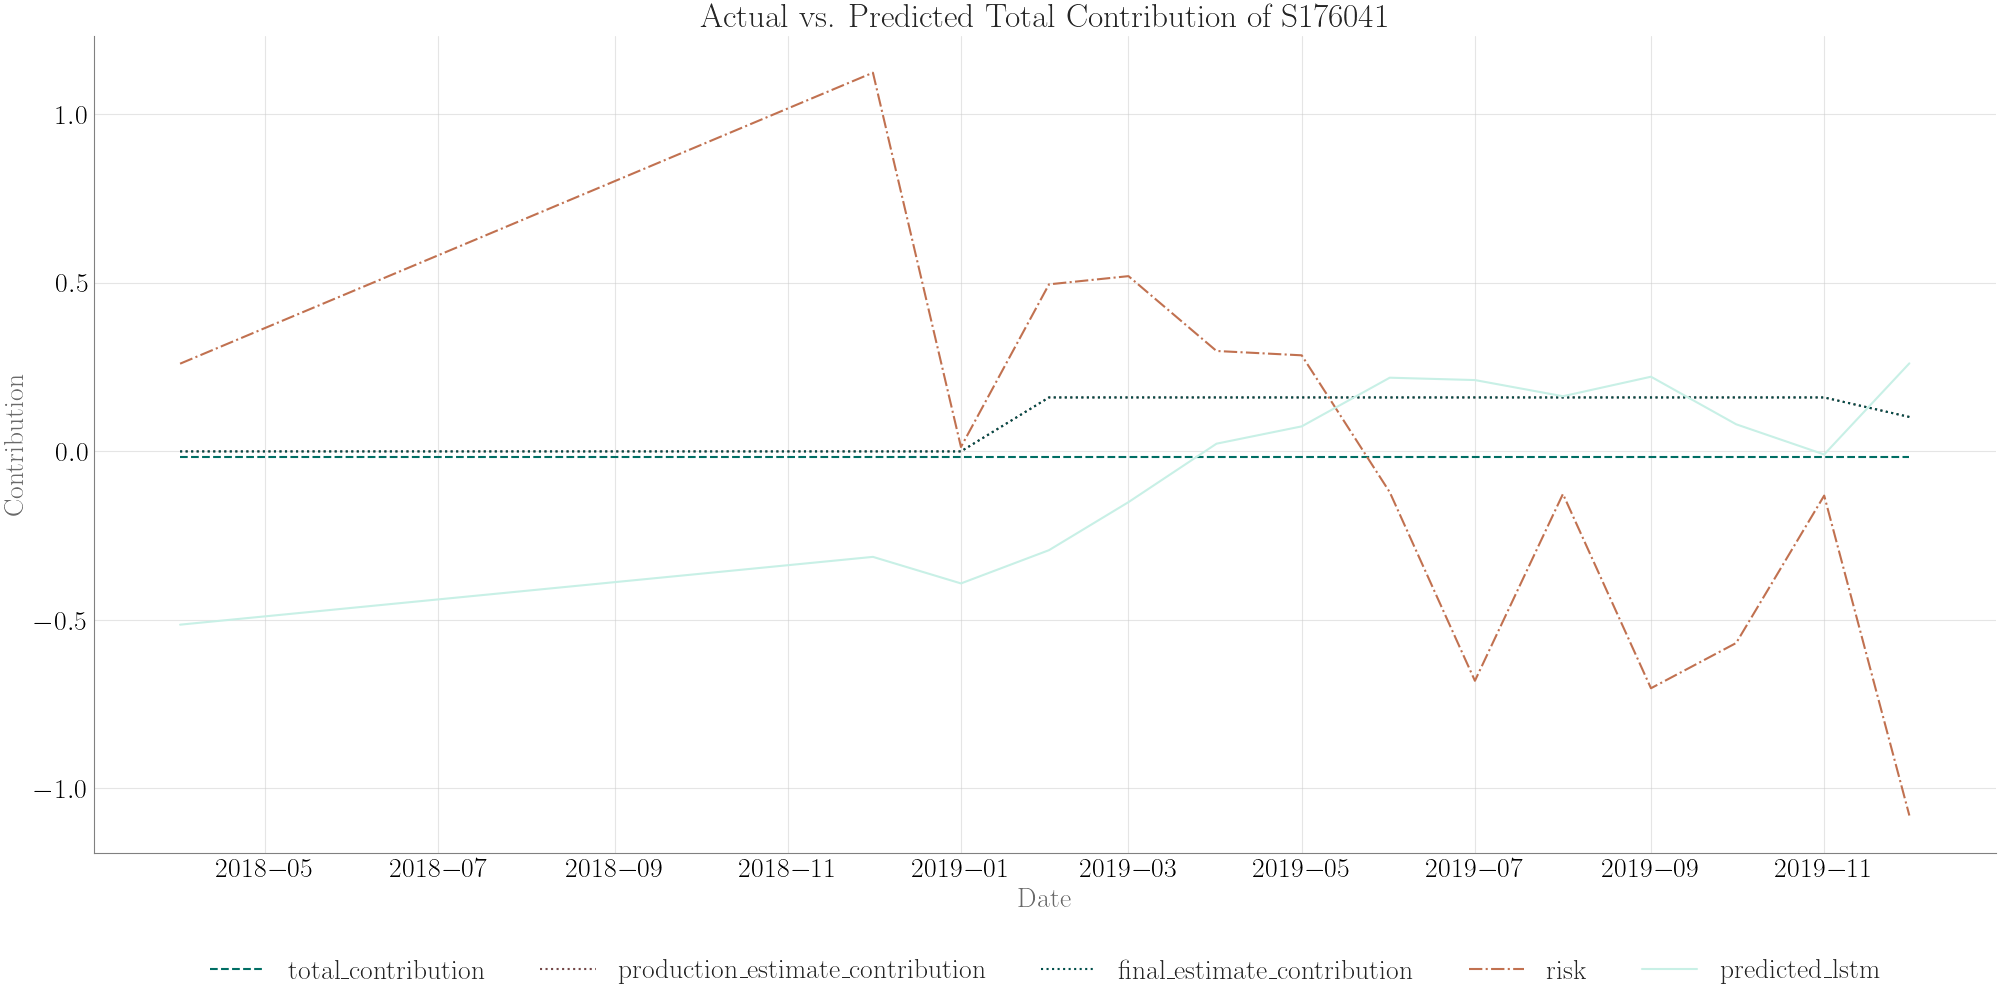 Actual vs. Predicted Total Contribution of S176041
1.0
0.5
0.0
−0.5
−1.0
Contribution
2018−05 2018−07 2018−09 2018−11 2019−01 2019−03 2019−05 2019−07 2019−09 2019−11
Date
total_contribution production_estimate_contribution final_estimate_contribution risk predicted_lstm